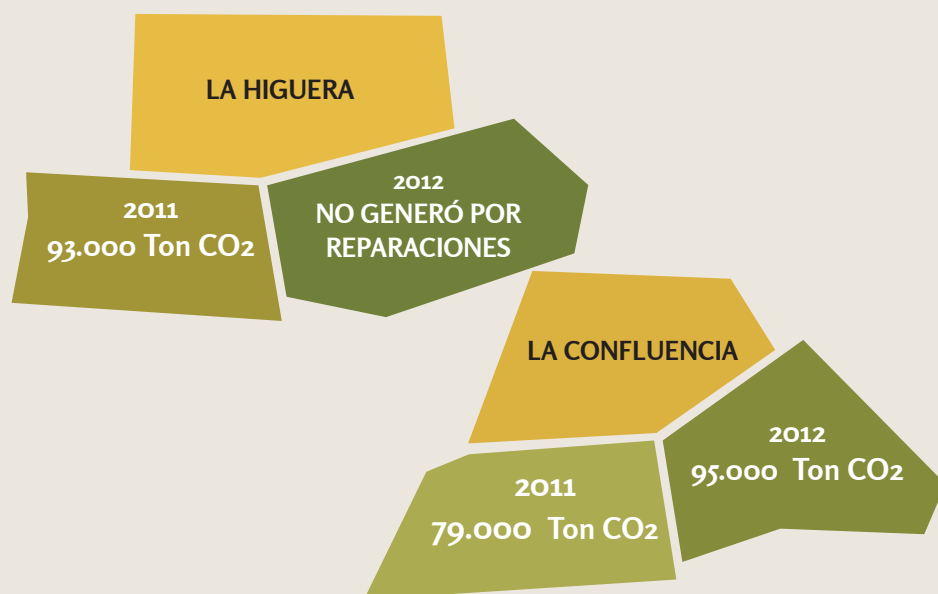 LA HIGUERA
2011
93.000 Ton CO2
2012
NO GENERÓ POR
REPARACIONES
LA CONFLUENCIA
2011
79.000 Ton CO2
2012
95.000 Ton CO2